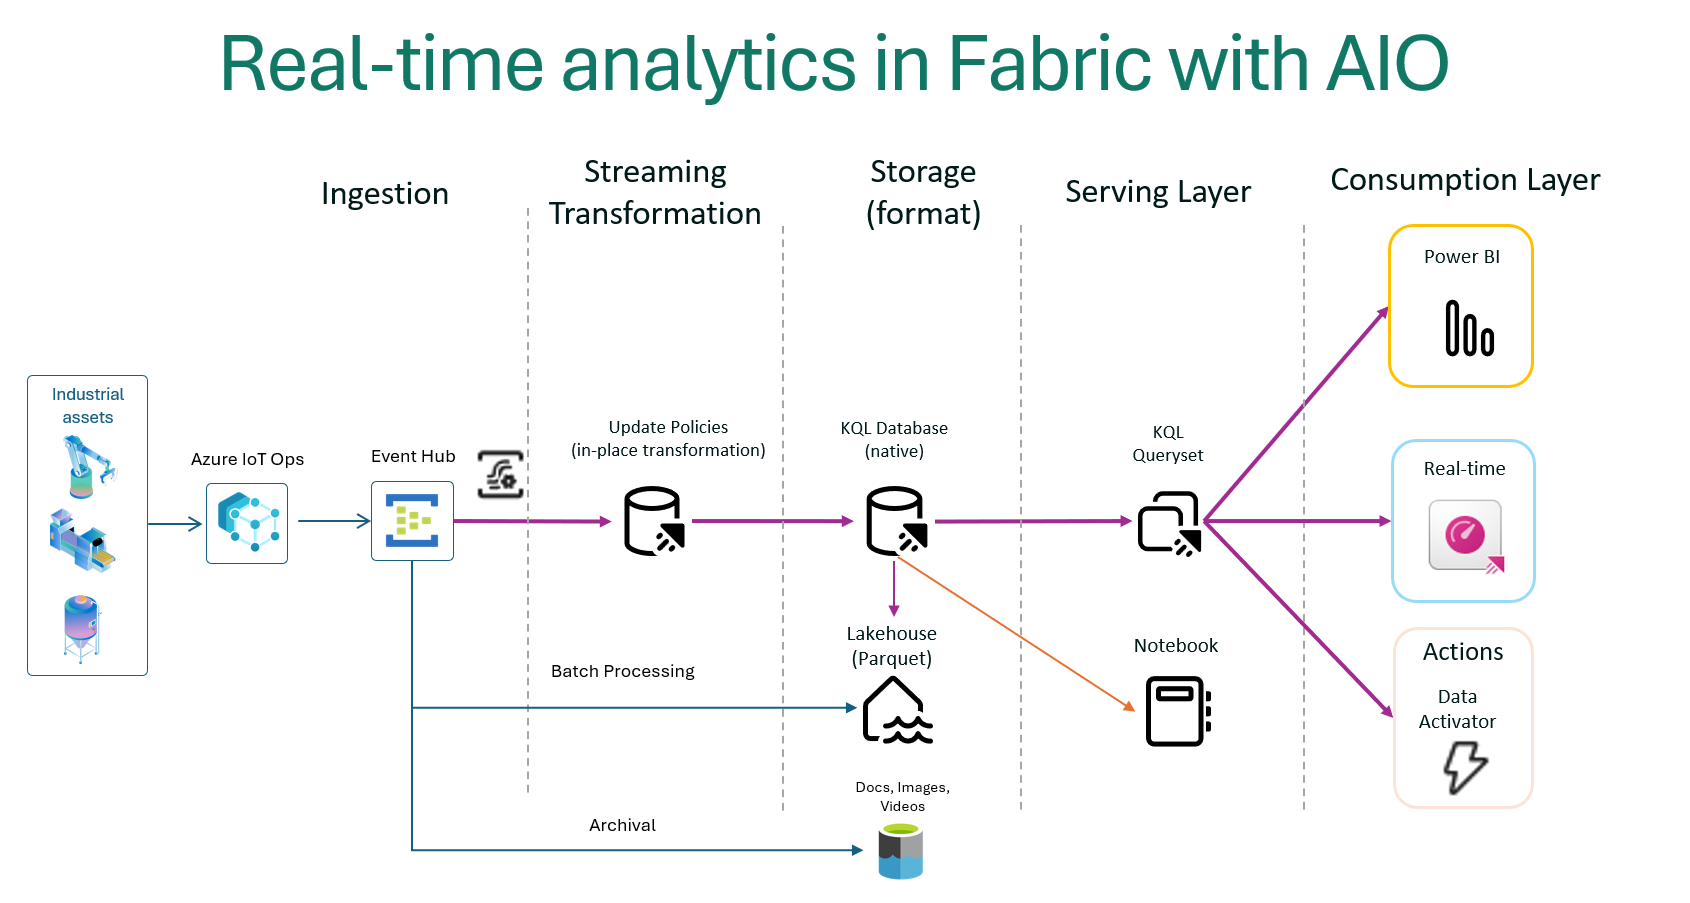 Real-time analytics in Fabric with AIO
Ingestion
Streaming
Transformation
Storage
(format)
Serving Layer
Consumption Layer
Industrial
assets
Azure IoT Ops
Event Hub
Update Policies
(in-place transformation)
KQL Database
(native)
KQL
Queryset
Power BI
Real-time
Lakehouse
(Parquet)
Notebook
Actions
Data
Activator
Batch Processing
Docs, Images,
Videos
Archival